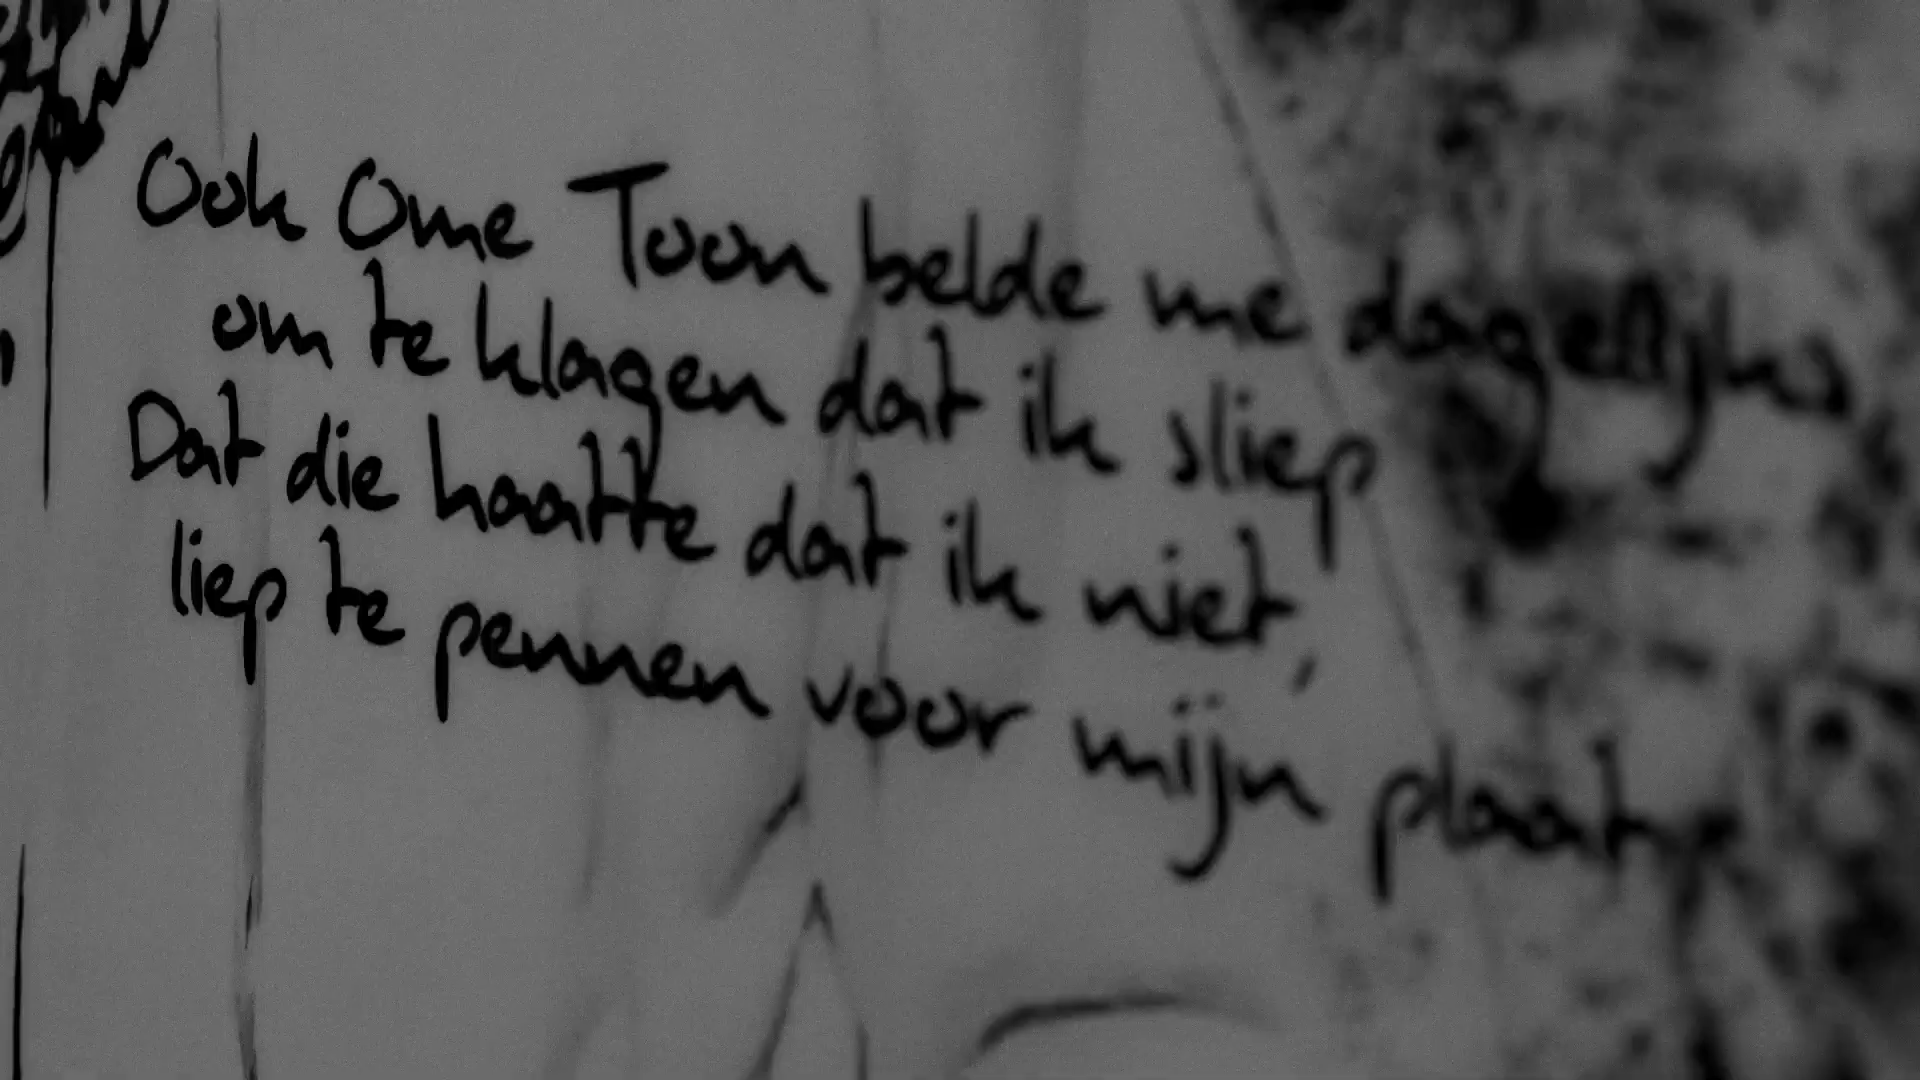 Ook Ome Toon belde me dagelijks
om te klagen dat ik sliep
Dat die haatte dat ik niet,
liep te pennen voor mijn plaatje